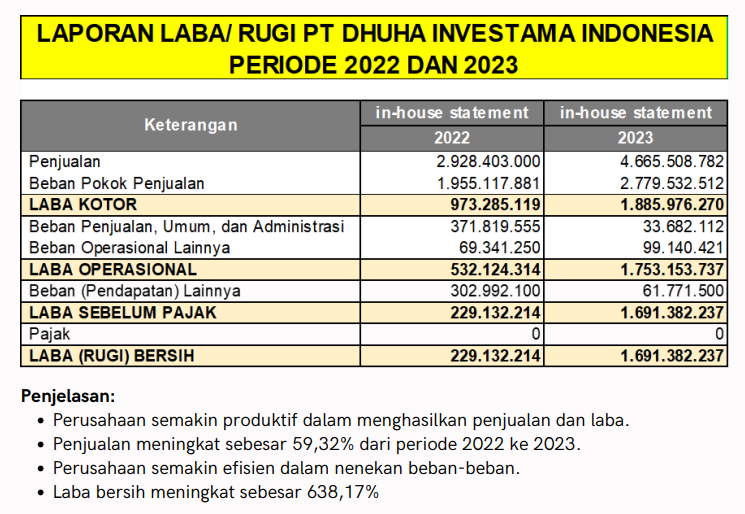 LAPORAN LABA/ RUGI PT DHUHA INVESTAMA INDONESIA
PERIODE 2022 DAN 2023
Keterangan in-house statement in-house statement
2022 2023
Penjualan 2.928.403.000 4.665.508.782
Beban Pokok Penjualan 1.955.117.881 2.779.532.512
LABA KOTOR 973.285.119 1.885.976.270
Beban Penjualan, Umum, dan Administrasi 371.819.555 33.682.112
Beban Operasional Lainnya 69.341.250 99.140.421
LABA OPERASIONAL 532.124.314 1.753.153.737
Beban (Pendapatan) Lainnya 302.992.100 61.771.500
LABA SEBELUM PAJAK 229.132.214 1.691.382.237
Pajak 0 0
LABA (RUGI) BERSIH 229.132.214 1.691.382.237
Penjelasan:
• Perusahaan semakin produktif dalam menghasilkan penjualan dan laba.
• Penjualan meningkat sebesar 59,32% dari periode 2022 ke 2023.
• Perusahaan semakin efisien dalam nenekan beban-beban.
• Laba bersih meningkat sebesar 638,17%